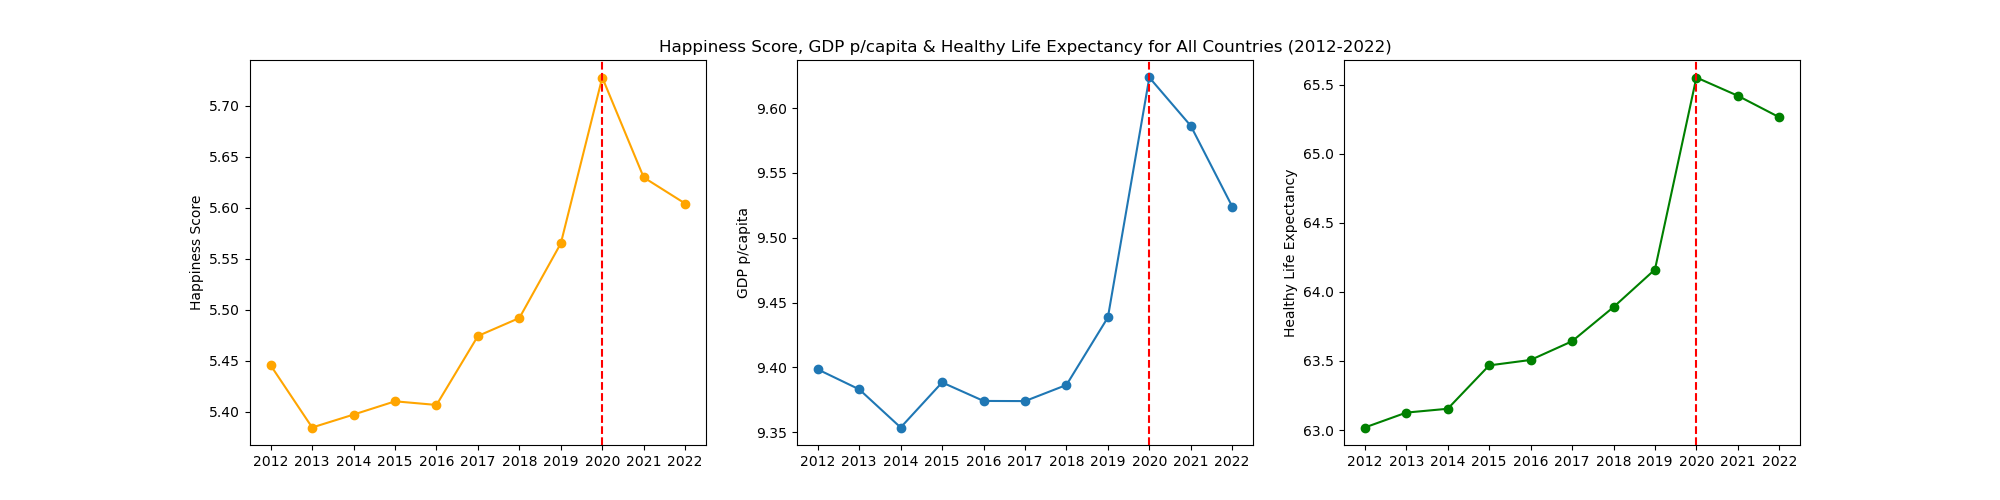 Happiness Score, GDP p/capita & Healthy Life Expectancy for All Countries (2012-2022)
Happiness Score
5.70
5.65
5.60
5.55
5.50
5.45
5.40
2012 2013 2014 2015 2016 2017 2018 2019 2020 2021 2022
GDP p/capita
9.60
9.55
9.50
9.45
9.40
9.35
2012 2013 2014 2015 2016 2017 2018 2019 2020 2021 2022
Healthy Life Expectancy
65.5
65.0
64.5
64.0
63.5
63.0
2012 2013 2014 2015 2016 2017 2018 2019 2020 2021 2022